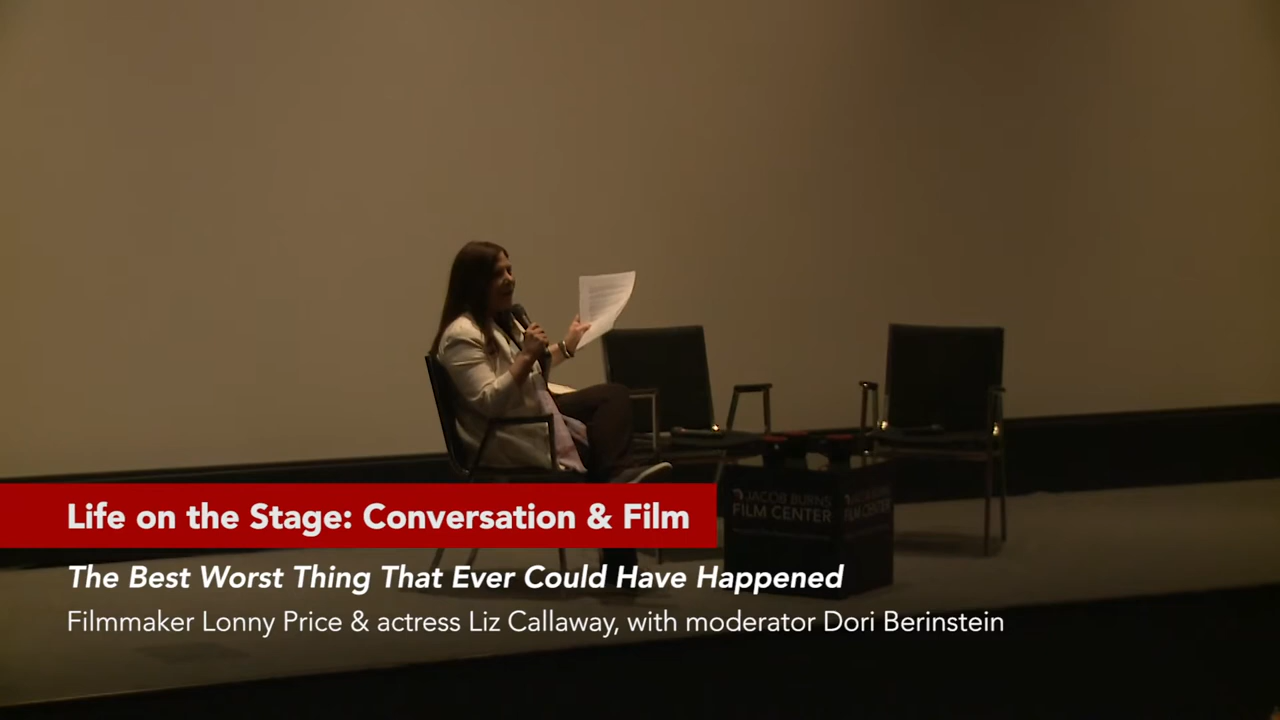 Life on the Stage: Conversation & Film
The Best Worst Thing That Ever Could Have Happened
Filmmaker Lonny Price & actress Liz Callaway, with moderator Dori Berinstein
JACOB BURNS
FILM CENTER
JACOB BURNS
FILM CENTER